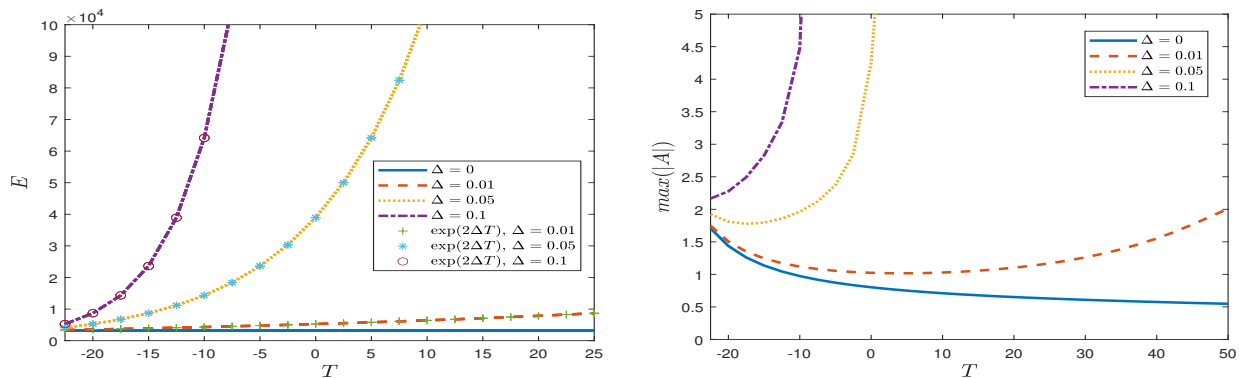 ×10⁴
10
9
8
7
6
5
4
3
2
1
0
E
-20 -15 -10 -5 0 5 10 15 20 25
T
Δ = 0
Δ = 0.01
Δ = 0.05
Δ = 0.1
exp(2ΔT), Δ = 0.01
exp(2ΔT), Δ = 0.05
exp(2ΔT), Δ = 0.1
5
4.5
4
3.5
3
2.5
2
1.5
1
0.5
0
max(|A|)
-20 -10 0 10 20 30 40 50
T
Δ = 0
Δ = 0.01
Δ = 0.05
Δ = 0.1